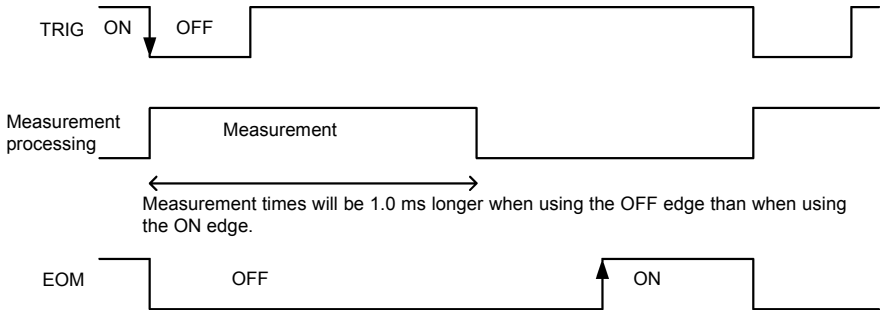 TRIG ON OFF
Measurement
processing
Measurement
Measurement times will be 1.0 ms longer when using the OFF edge than when using
the ON edge.
EOM OFF ON